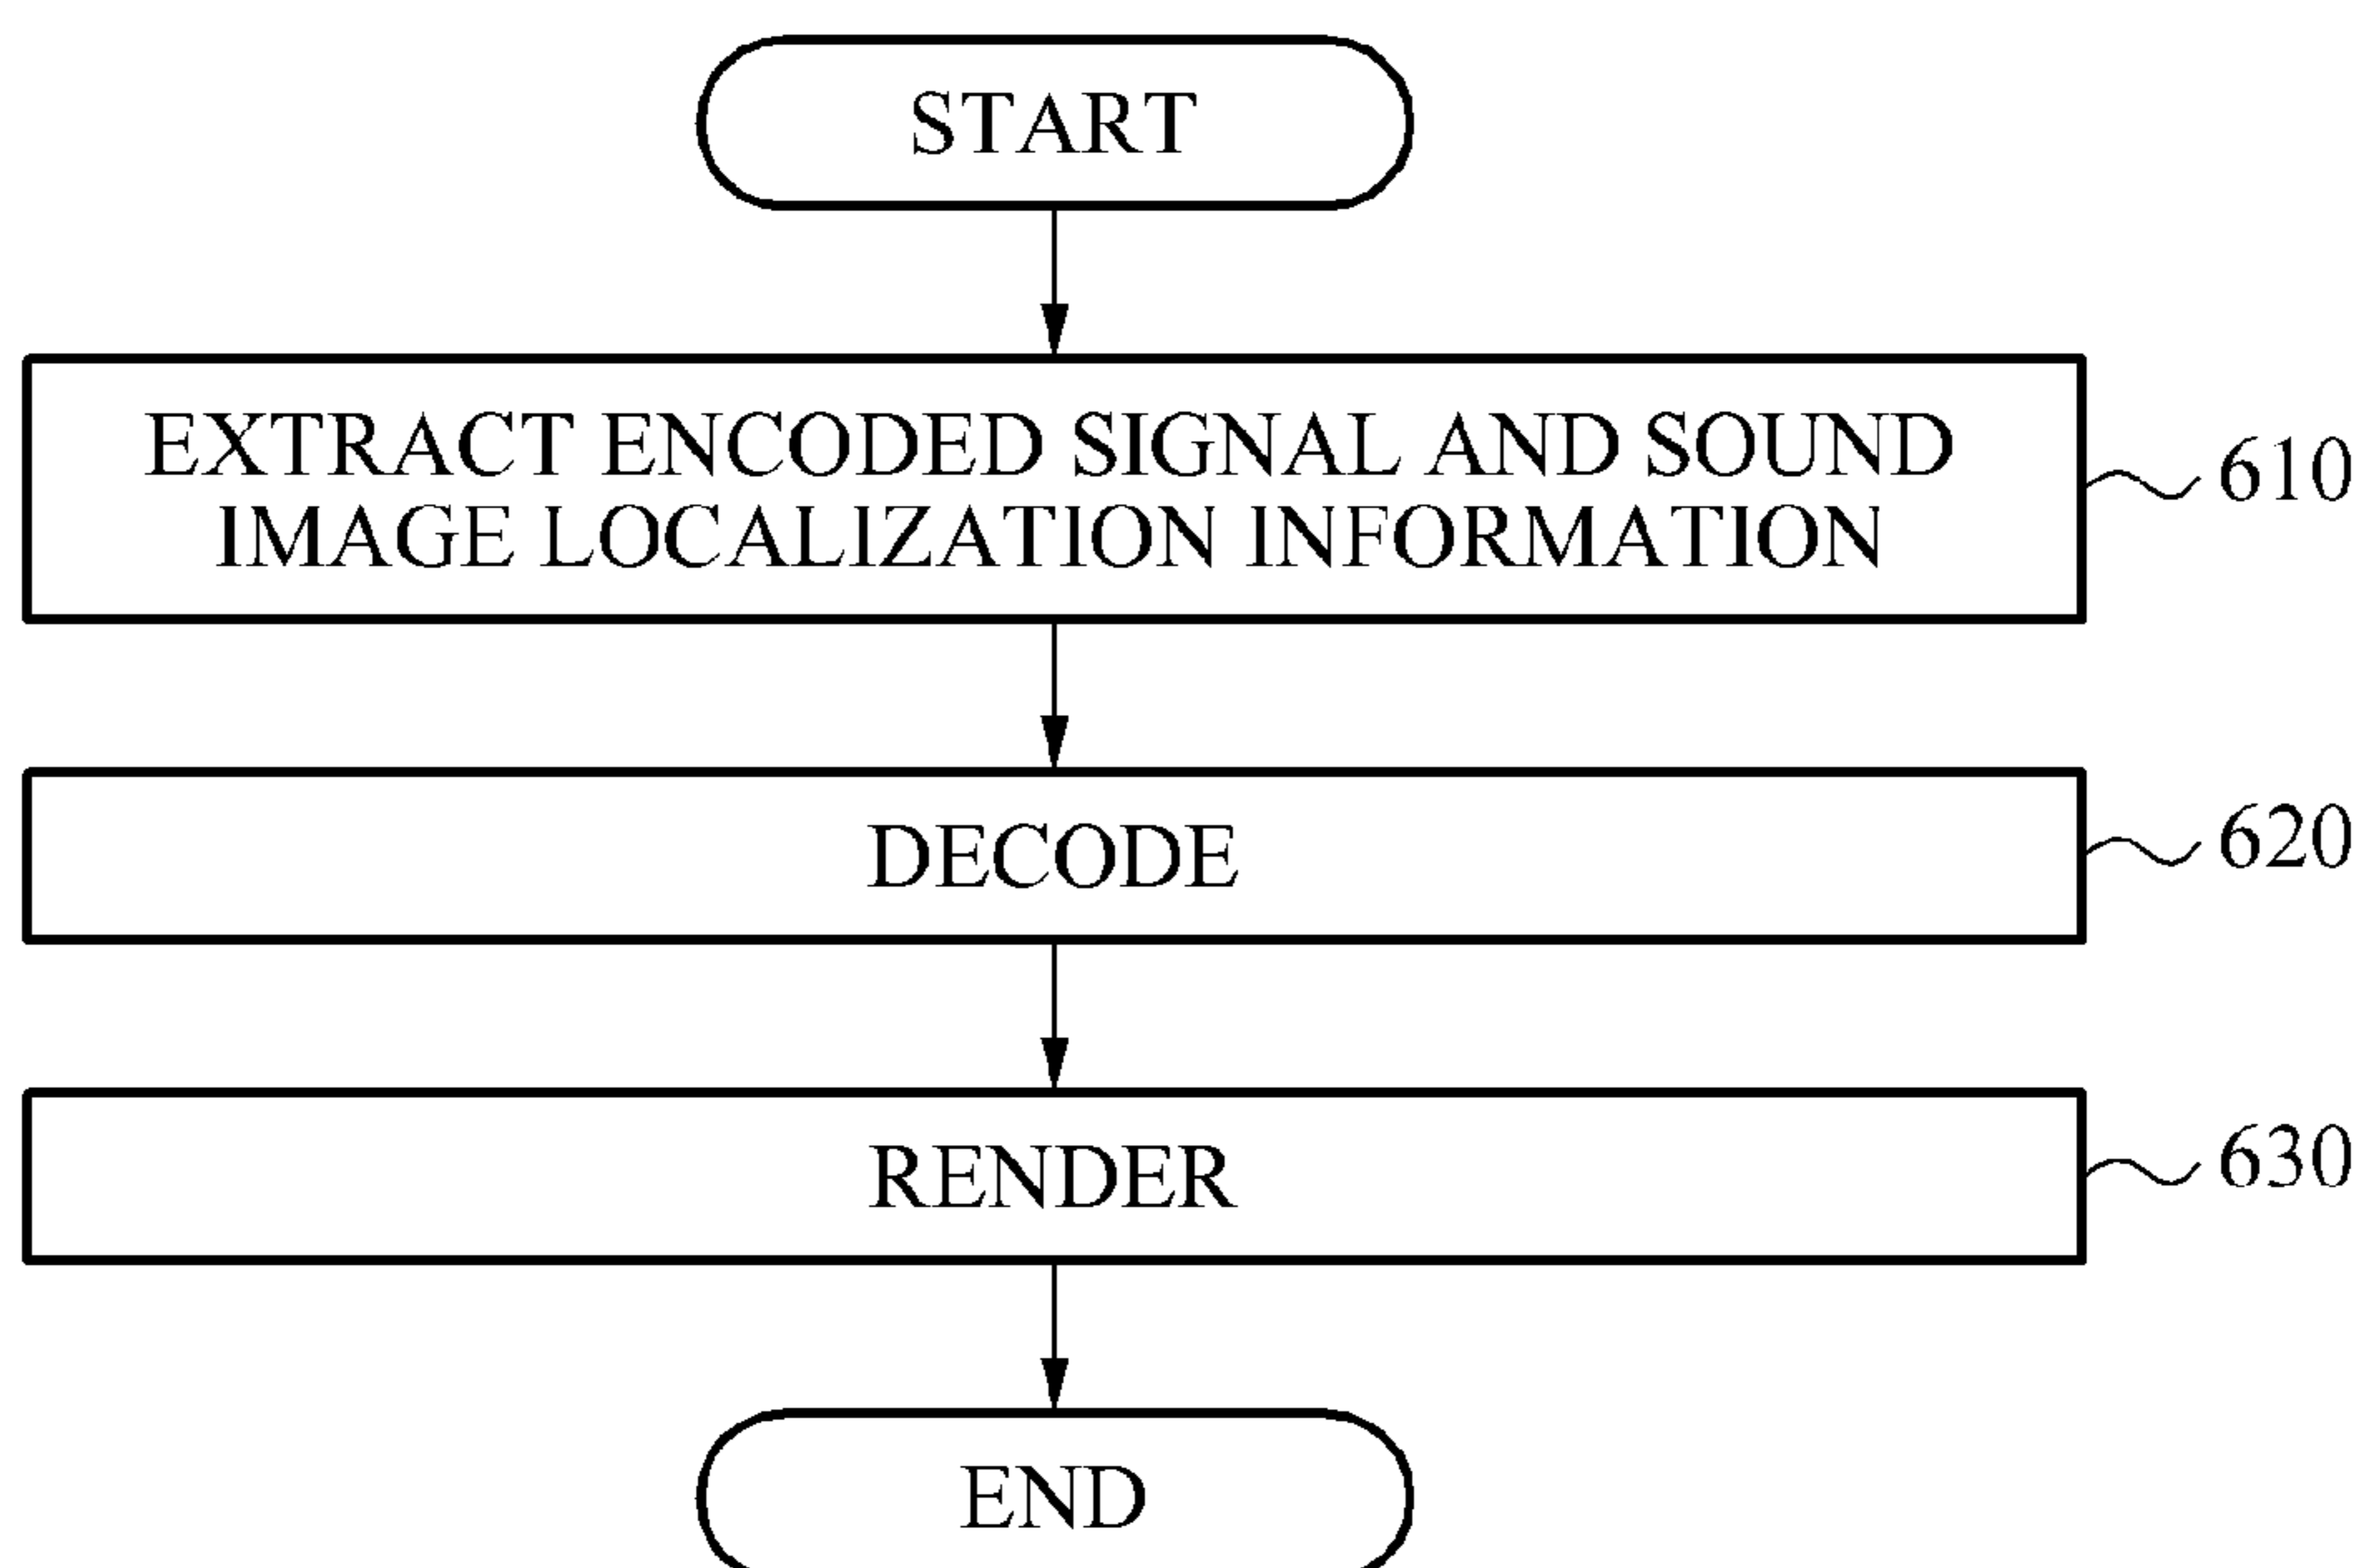 START
EXTRACT ENCODED SIGNAL AND SOUND
IMAGE LOCALIZATION INFORMATION
610
DECODE
620
RENDER
630
END